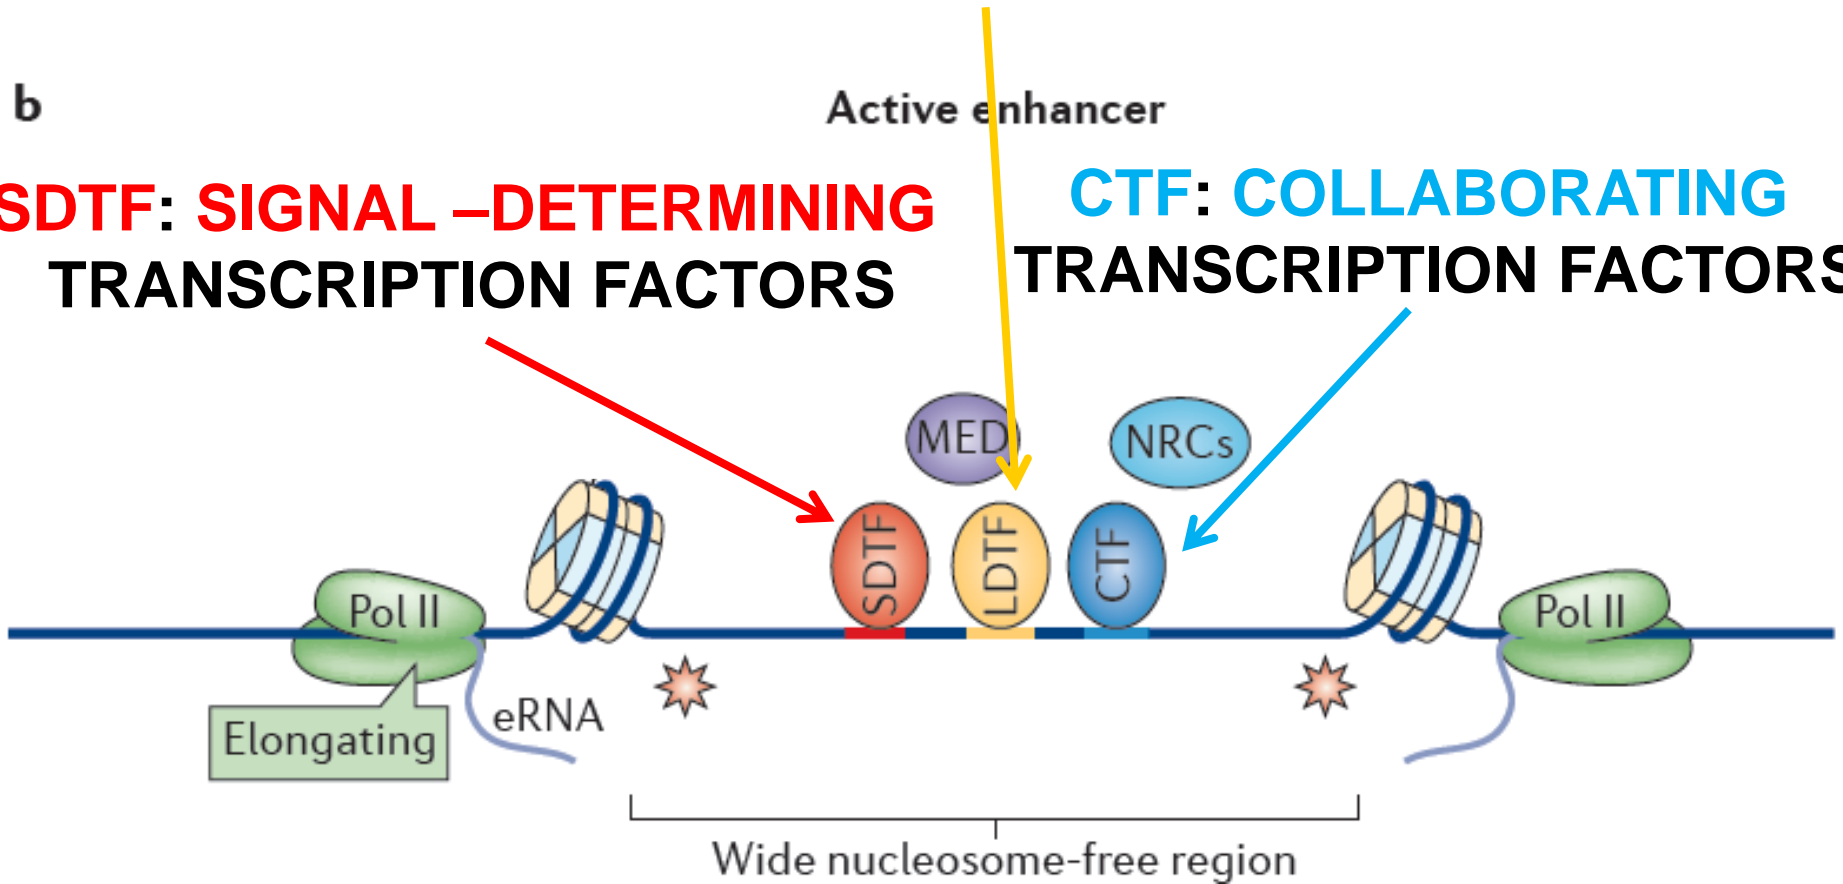 b
Active enhancer
SDTF: SIGNAL –DETERMINING
TRANSCRIPTION FACTORS
CTF: COLLABORATING
TRANSCRIPTION FACTORS
MED
NRCs
SDTF
LDTF
CTF
Pol II
Pol II
eRNA
Elongating
Wide nucleosome-free region